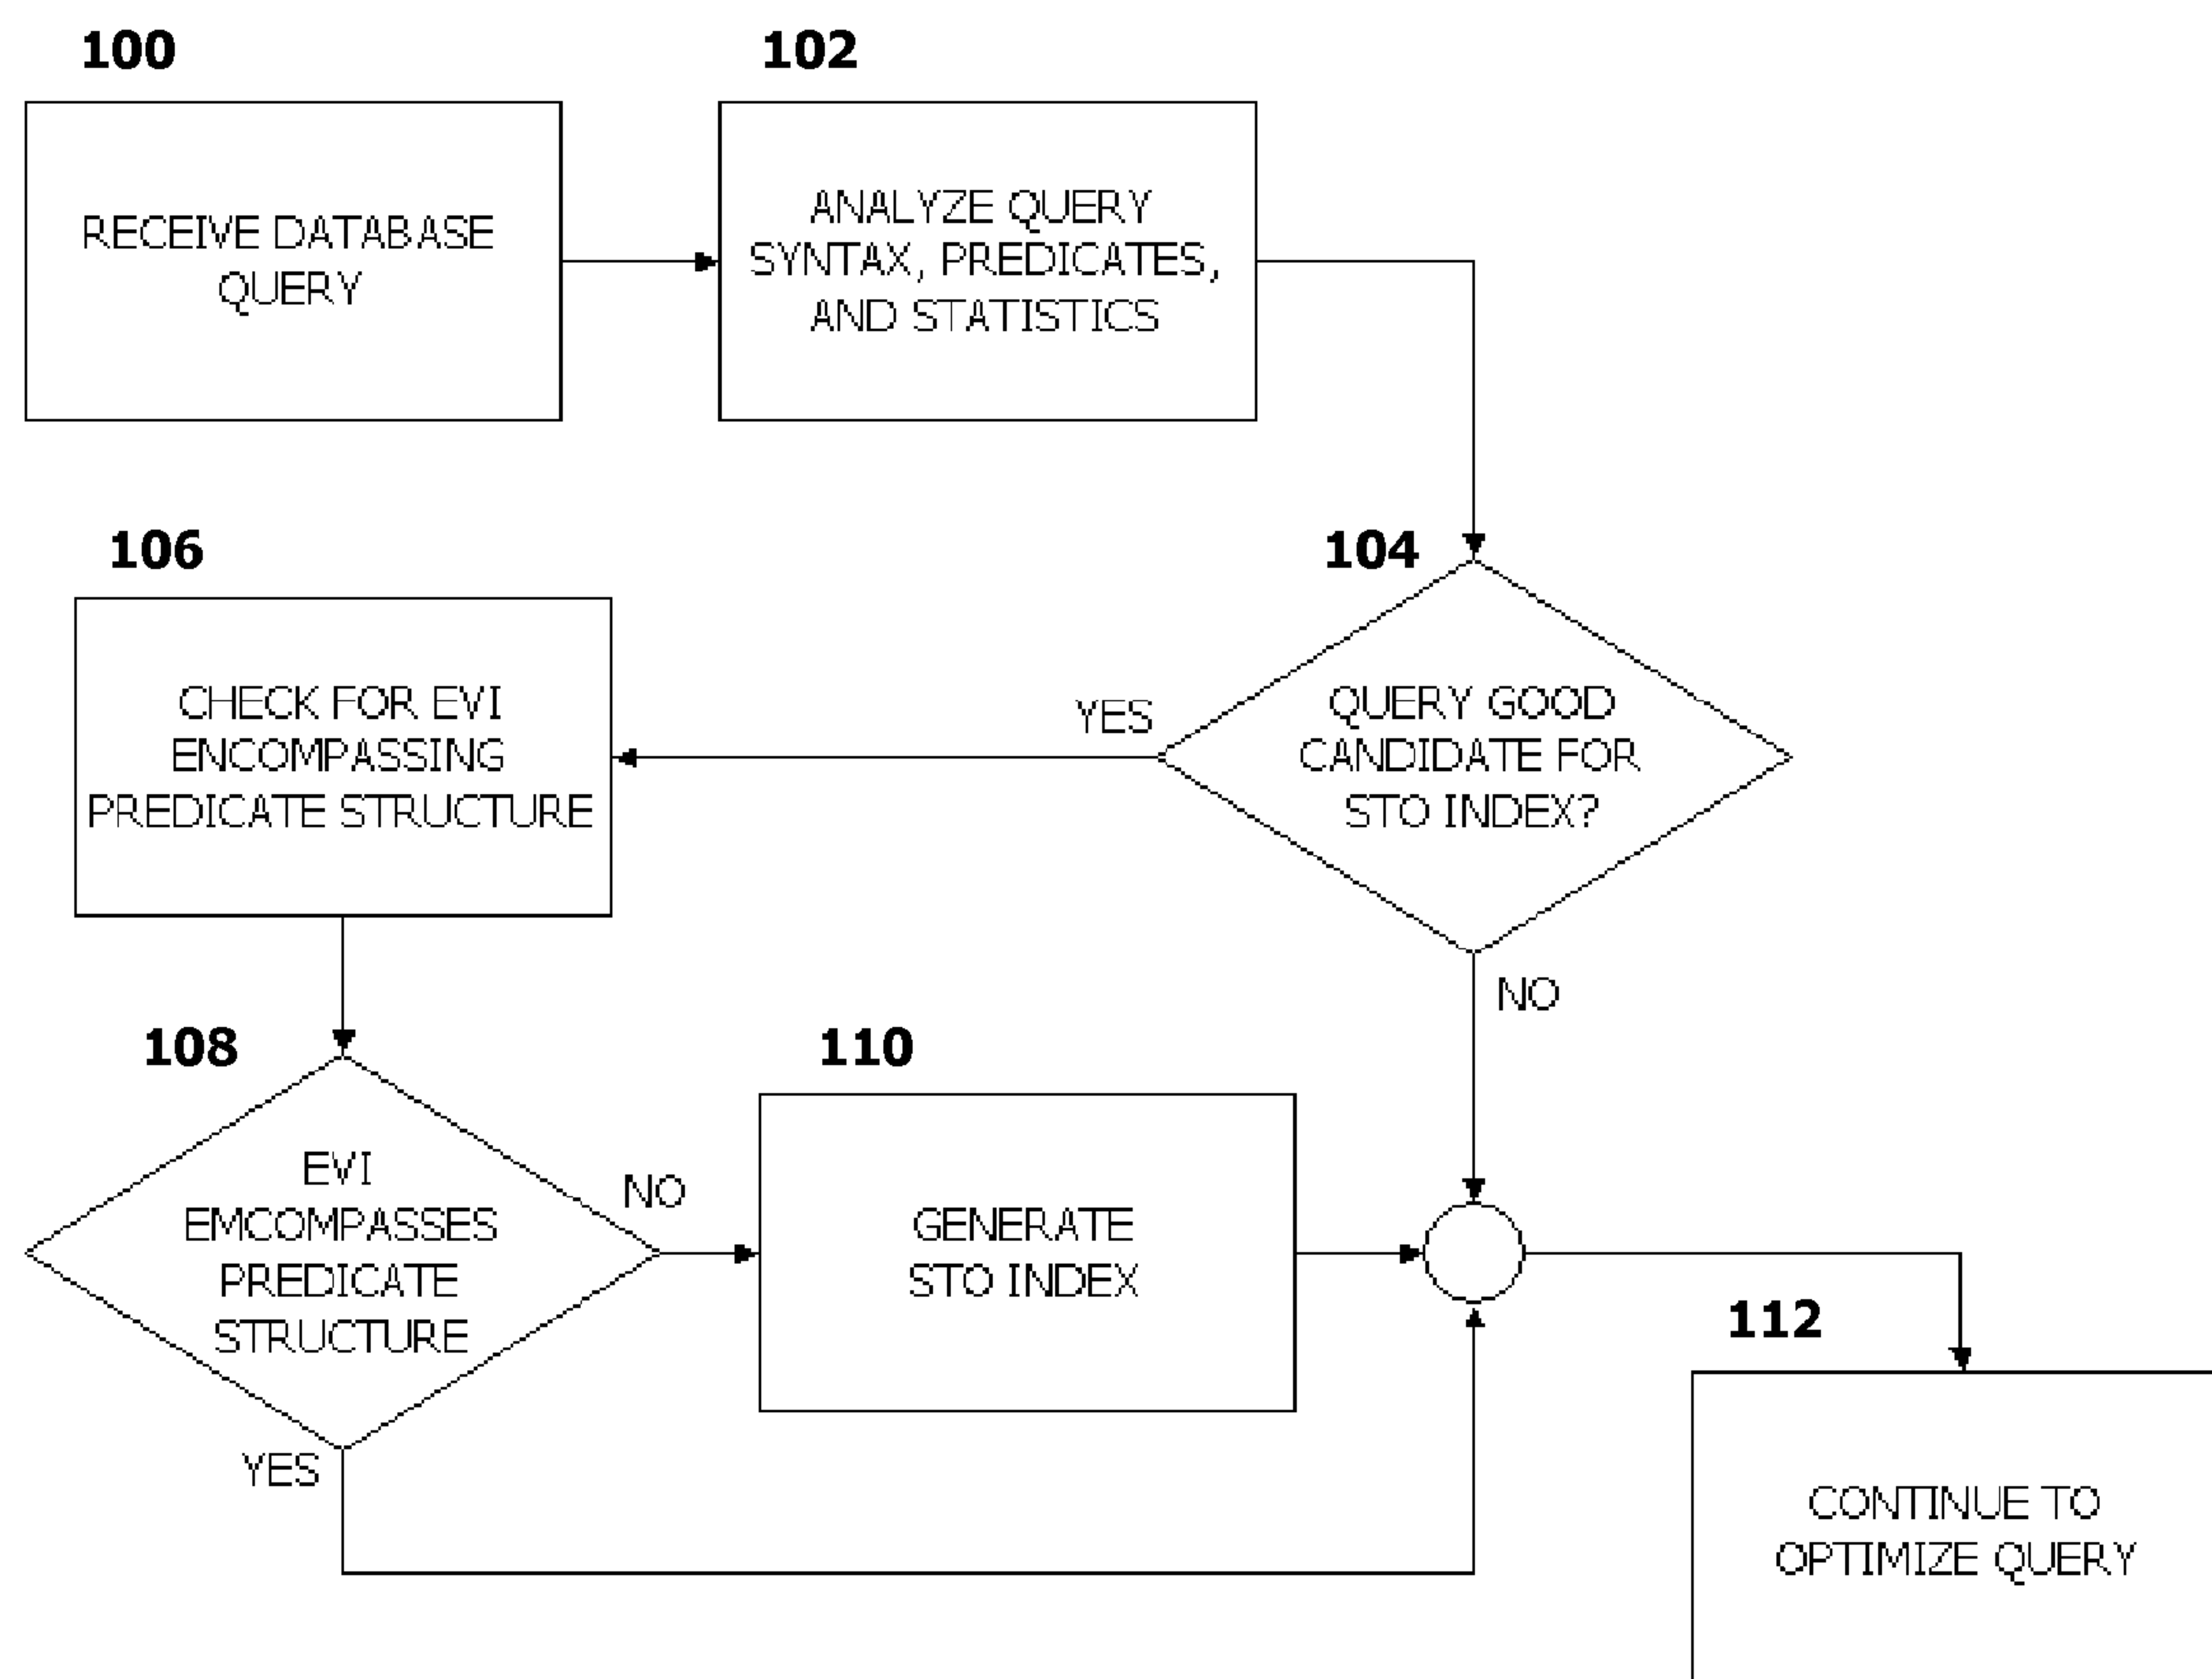 100
RECEIVE DATABASE
QUERY
102
ANALYZE QUERY
SYNTAX, PREDICATES,
AND STATISTICS
104
QUERY GOOD
CANDIDATE FOR
STO INDEX?
YES
NO
106
CHECK FOR EVI
ENCOMPASSING
PREDICATE STRUCTURE
108
EVI
EMCOMPASSES
PREDICATE
STRUCTURE
NO
YES
110
GENERATE
STO INDEX
112
CONTINUE TO
OPTIMIZE QUERY